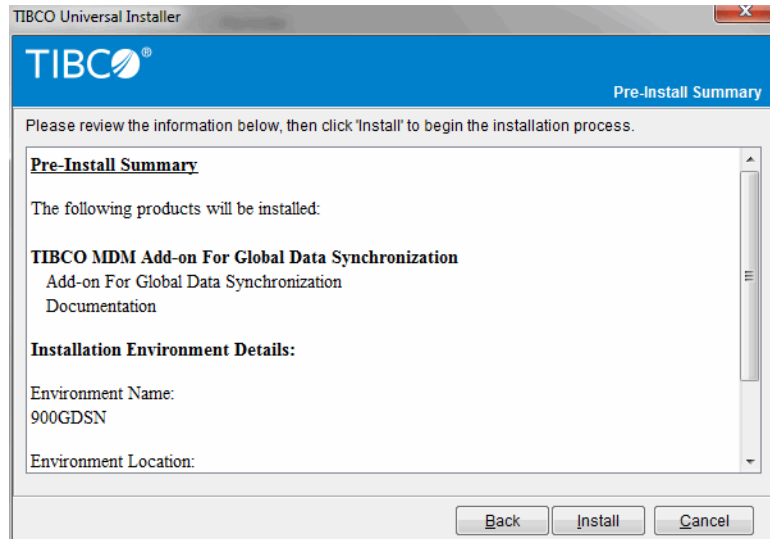 TIBCO Universal Installer
TIBCO®
Pre-Install Summary
Please review the information below, then click 'Install' to begin the installation process.
Pre-Install Summary
The following products will be installed:
TIBCO MDM Add-on For Global Data Synchronization
Add-on For Global Data Synchronization
Documentation
Installation Environment Details:
Environment Name:
900GDSN
Environment Location:
Back Install Cancel